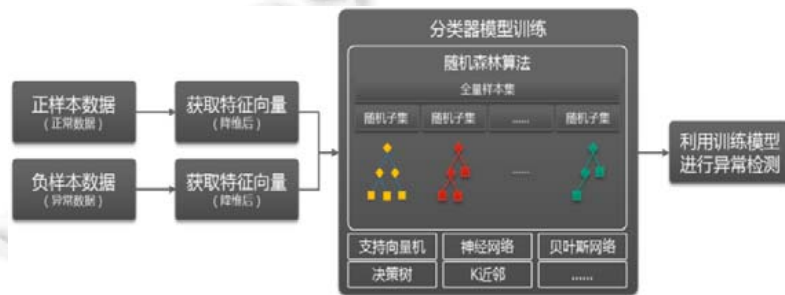 分类器模型训练
随机森林算法
全量样本集
随机子集 随机子集 ...... 随机子集
......
正样本数据
（正常数据）
获取特征向量
（降维后）
负样本数据
（异常数据）
获取特征向量
（降维后）
支持向量机 神经网络 贝叶斯网络
决策树 K近邻 ......
利用训练模型
进行异常检测